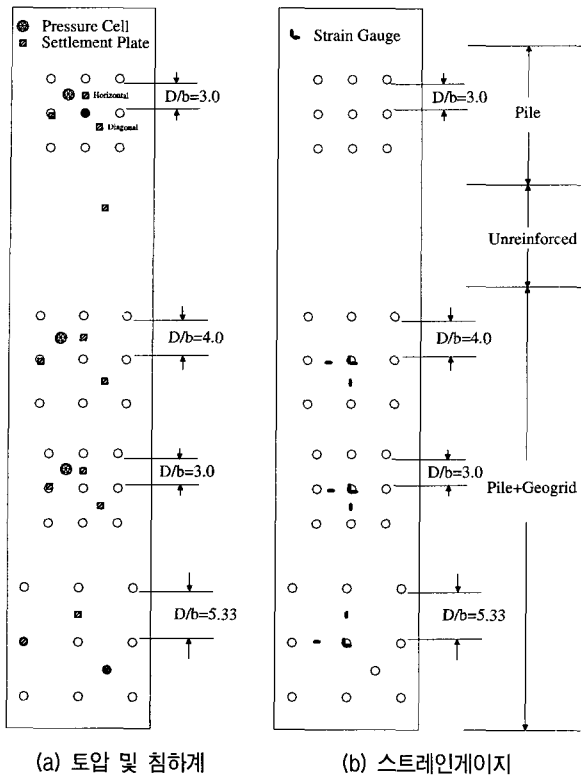 Pressure Cell
Settlement Plate
Horizontal
Diagonal
D/b=3.0
D/b=4.0
D/b=3.0
D/b=5.33
(a) 토압 및 침하계
Strain Gauge
D/b=3.0
D/b=4.0
D/b=3.0
D/b=5.33
Pile
Unreinforced
Pile+Geogrid
(b) 스트레인게이지